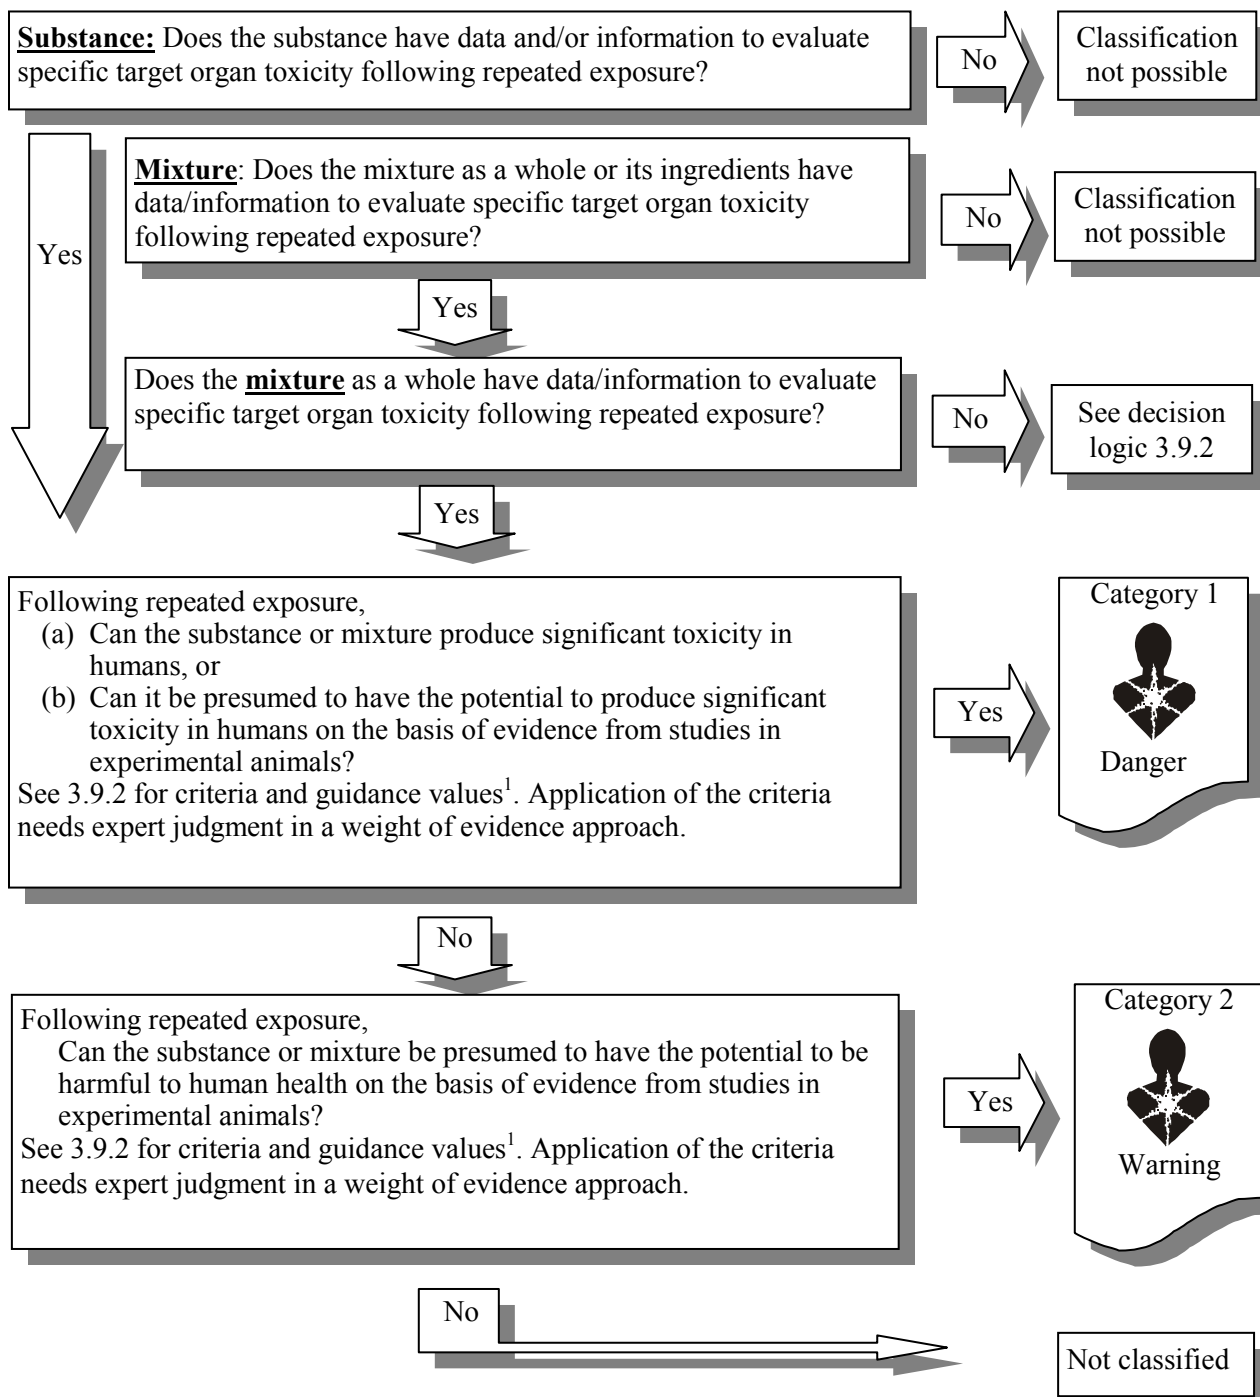 Substance: Does the substance have data and/or information to evaluate
specific target organ toxicity following repeated exposure?
No
Classification
not possible
Yes
Mixture: Does the mixture as a whole or its ingredients have
data/information to evaluate specific target organ toxicity
following repeated exposure?
No
Classification
not possible
Yes
Does the mixture as a whole have data/information to evaluate
specific target organ toxicity following repeated exposure?
No
See decision
logic 3.9.2
Yes
Following repeated exposure,
(a) Can the substance or mixture produce significant toxicity in
humans, or
(b) Can it be presumed to have the potential to produce significant
toxicity in humans on the basis of evidence from studies in
experimental animals?
See 3.9.2 for criteria and guidance values¹. Application of the criteria
needs expert judgment in a weight of evidence approach.
Yes
Category 1
Danger
No
Following repeated exposure,
Can the substance or mixture be presumed to have the potential to be
harmful to human health on the basis of evidence from studies in
experimental animals?
See 3.9.2 for criteria and guidance values¹. Application of the criteria
needs expert judgment in a weight of evidence approach.
Yes
Category 2
Warning
No
Not classified